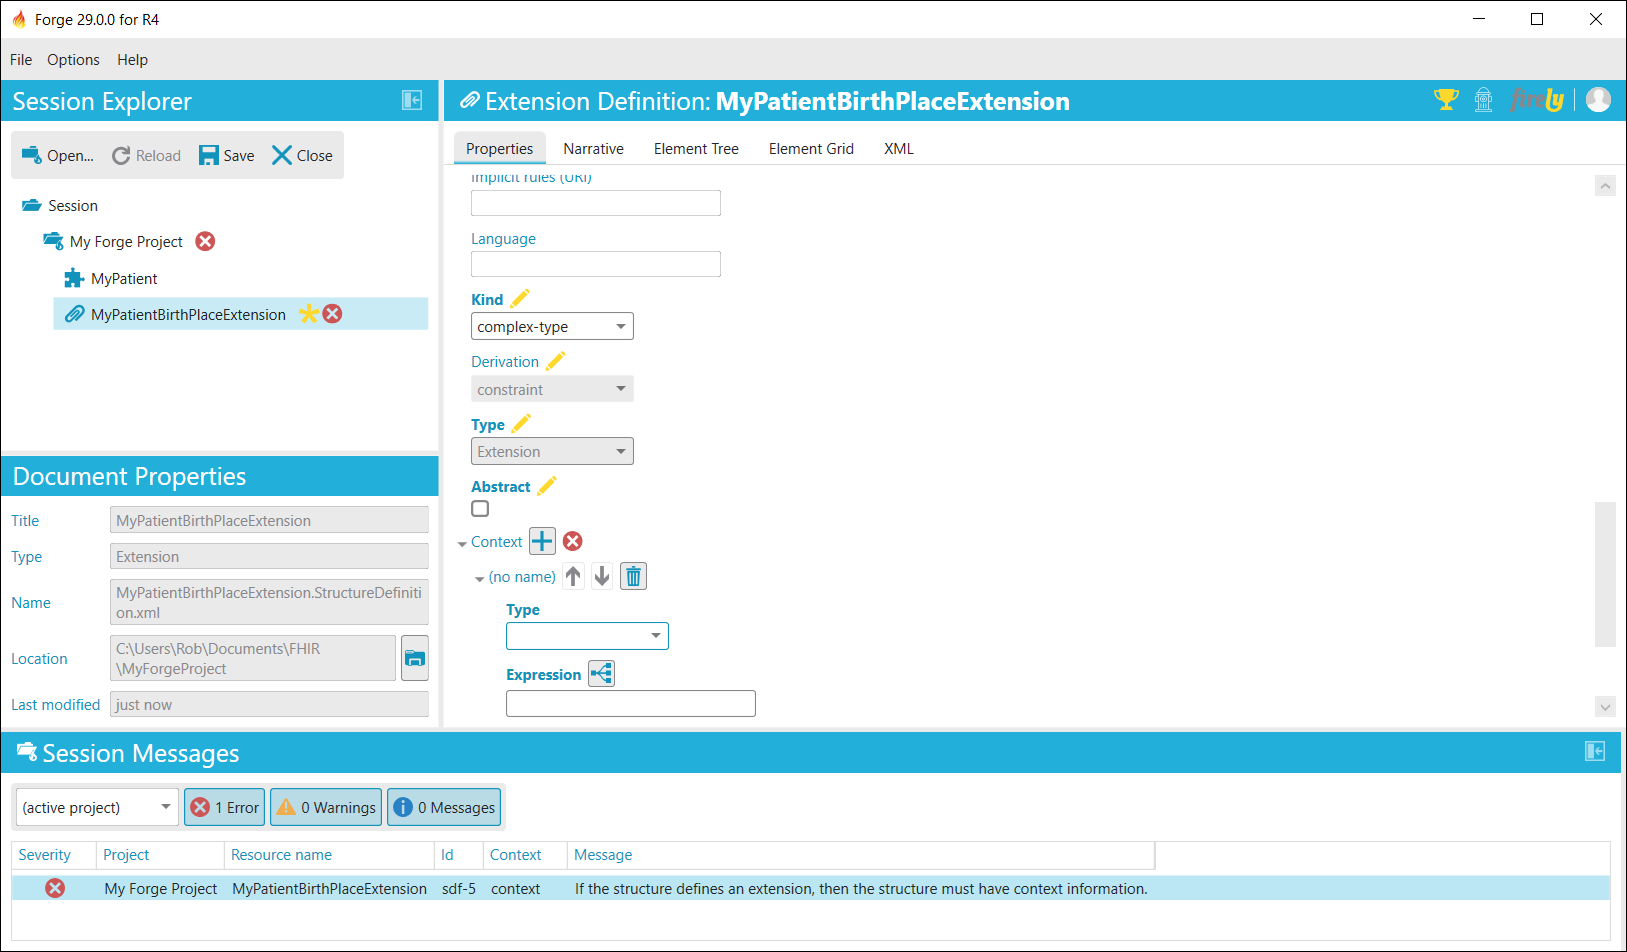 Forge 29.0.0 for R4
File Options Help
Session Explorer
Open... Reload Save Close
Session
My Forge Project
MyPatient
MyPatientBirthPlaceExtension
Document Properties
Title MyPatientBirthPlaceExtension
Type Extension
Name MyPatientBirthPlaceExtension.StructureDefiniti
on.xml
Location C:\Users\Rob\Documents\FHIR
\MyForgeProject
Last modified just now
Extension Definition: MyPatientBirthPlaceExtension
firely
Properties Narrative Element Tree Element Grid XML
Implicit rules (URI)
Language
Kind
complex-type
Derivation
constraint
Type
Extension
Abstract
Context
(no name)
Type
Expression
Session Messages
(active project) 1 Error 0 Warnings 0 Messages
Severity Project Resource name Id Context Message
My Forge Project MyPatientBirthPlaceExtension sdf-5 context If the structure defines an extension, then the structure must have context information.